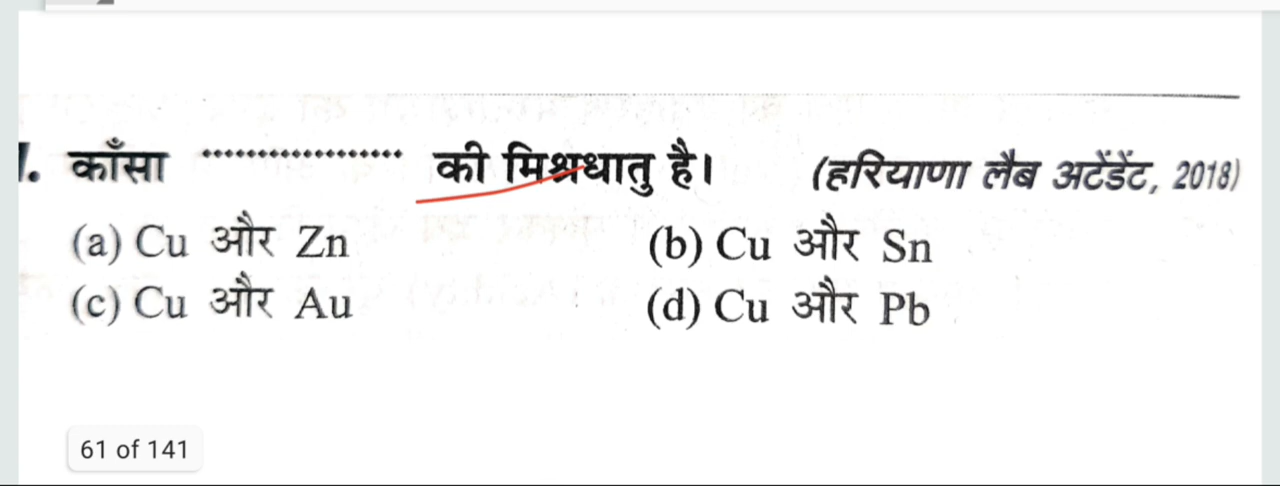 1. काँसा .................. की मिश्रधातु है। (हरियाणा लैब अटेंडेंट, 2018)
(a) Cu और Zn (b) Cu और Sn
(c) Cu और Au (d) Cu और Pb
61 of 141